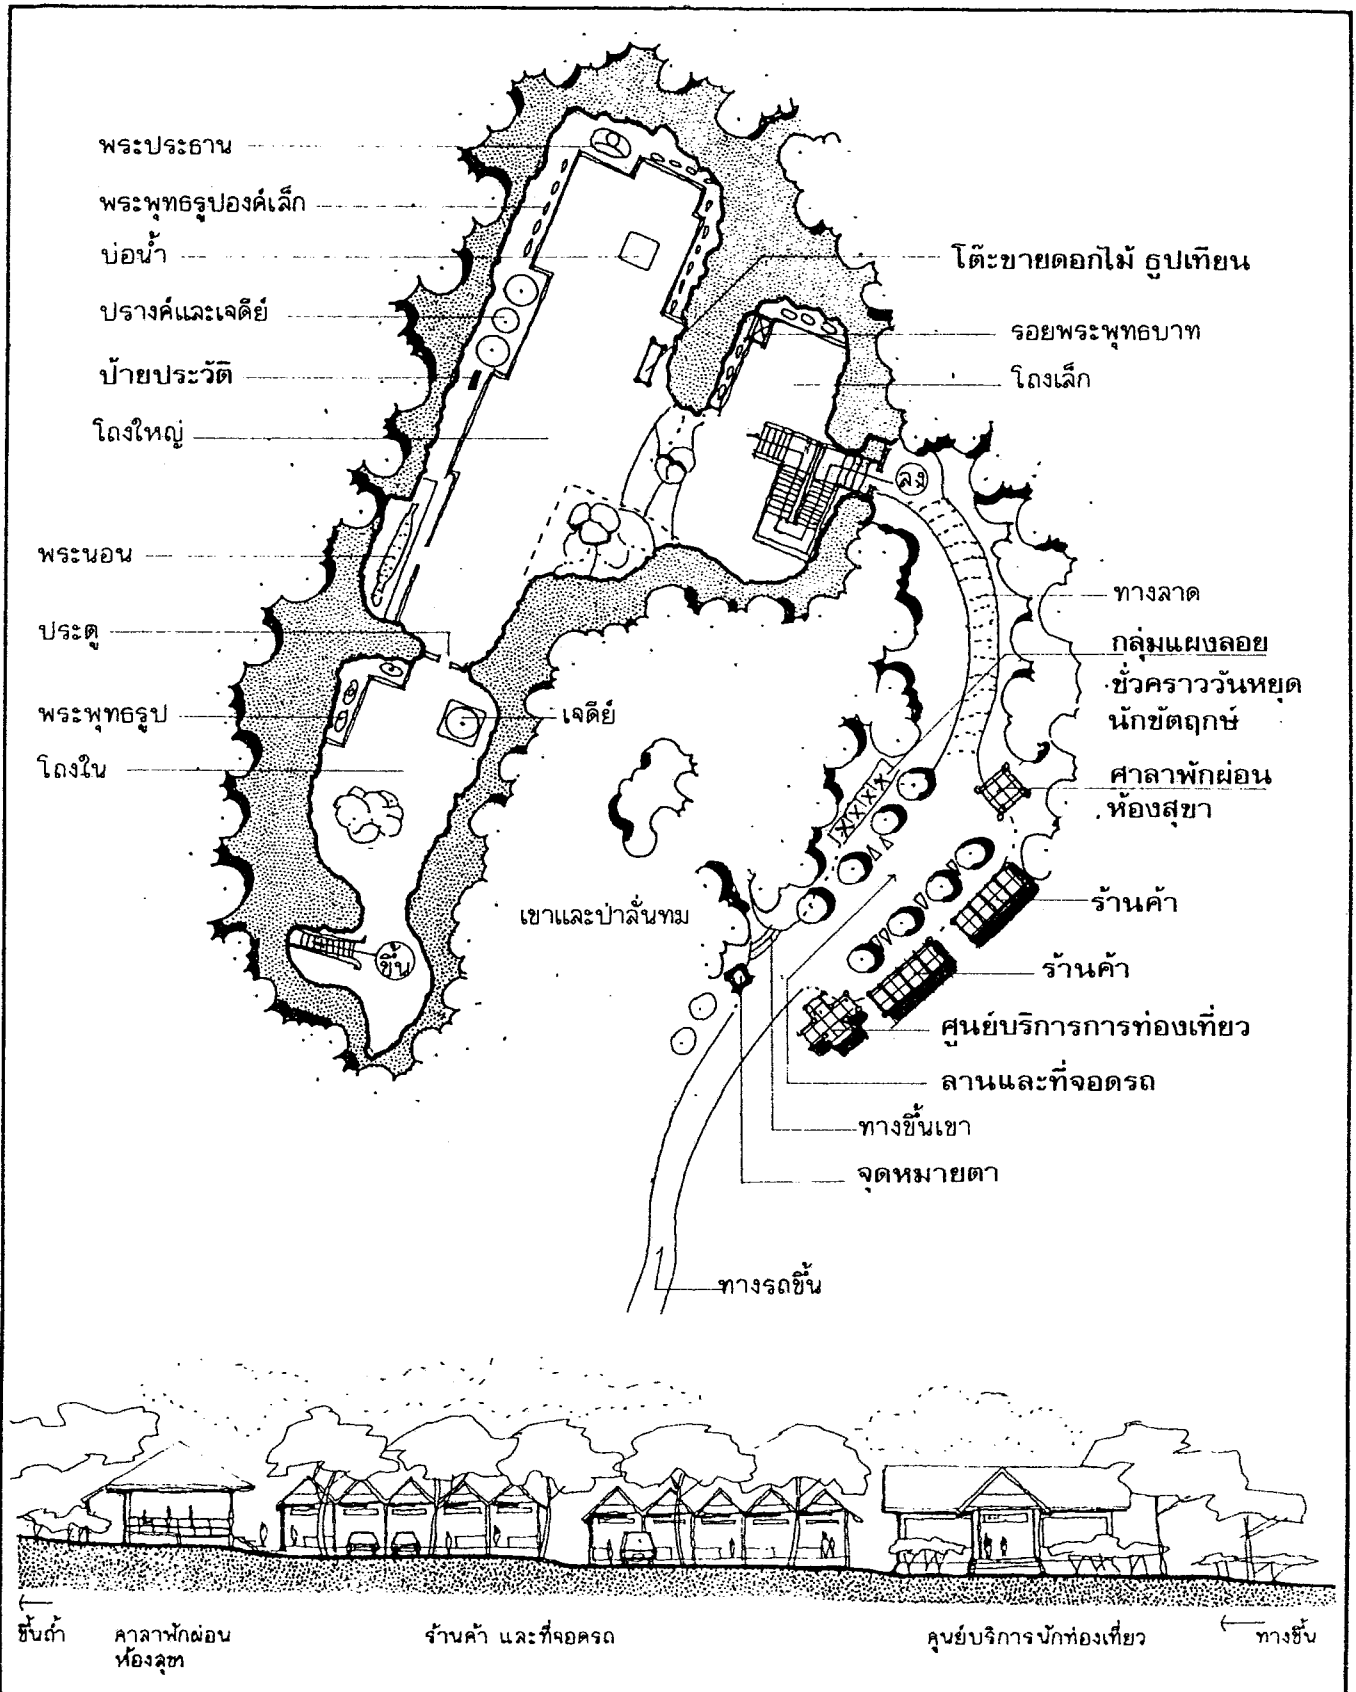 พระประธาน
พระพุทธรูปองค์เล็ก
บ่อน้ำ
ปรางค์และเจดีย์
ป้ายประวัติ
โถงใหญ่
พระนอน
ประตู
พระพุทธรูป
โถงใน
เจดีย์
ขึ้น
เขาและป่าลั่นทม
โต๊ะขายดอกไม้ ธูปเทียน
รอยพระพุทธบาท
โถงเล็ก
ลง
ทางลาด
กลุ่มแผงลอย
ชั่วคราววันหยุด
นักขัตฤกษ์
ศาลาพักผ่อน
ห้องสุขา
ร้านค้า
ร้านค้า
ศูนย์บริการการท่องเที่ยว
ลานและที่จอดรถ
ทางขึ้นเขา
จุดหมายตา
ทางรถขึ้น
ขึ้นถ้ำ
ศาลาพักผ่อน
ห้องสุขา
ร้านค้า และที่จอดรถ
ศูนย์บริการนักท่องเที่ยว
ทางขึ้น